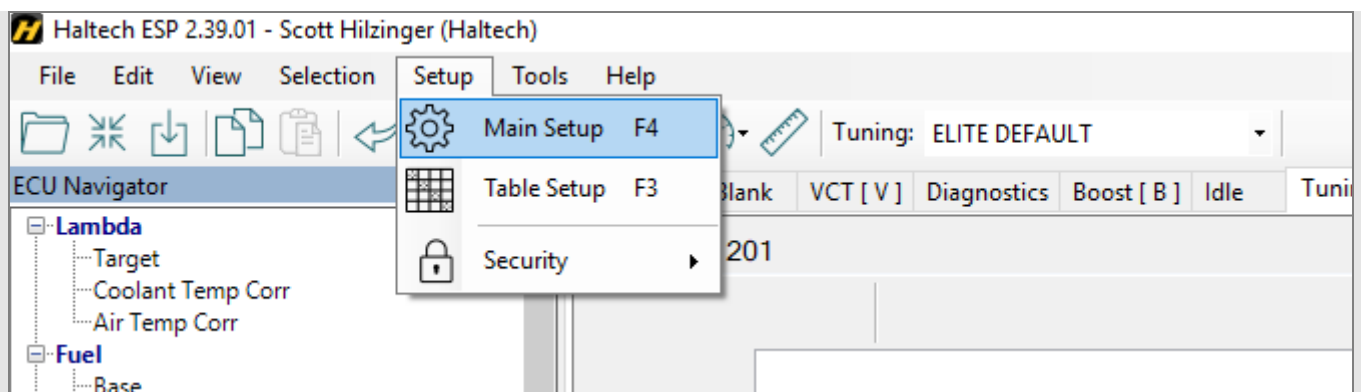 Haltech ESP 2.39.01 - Scott Hilzinger (Haltech)
File Edit View Selection Setup Tools Help
Main Setup F4
Tuning: ELITE DEFAULT
ECU Navigator
Table Setup F3
VCT [ V ] Diagnostics Boost [ B ] Idle
Security
201
Lambda
Target
Coolant Temp Corr
Air Temp Corr
Fuel
Base